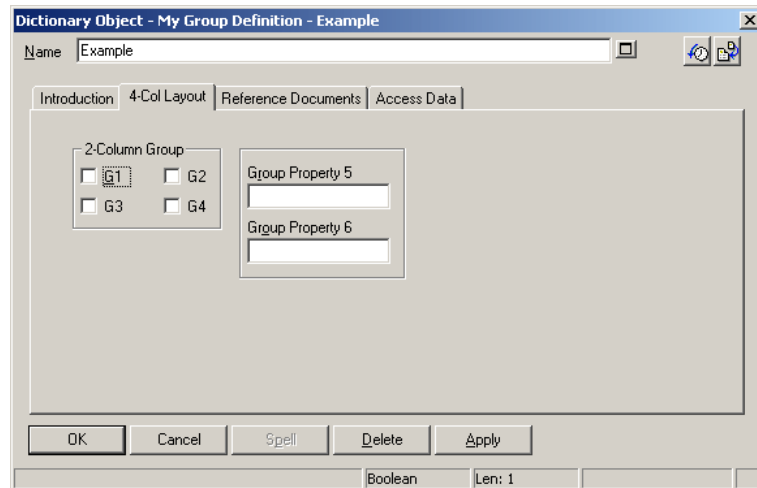 Dictionary Object - My Group Definition - Example
Name Example
Introduction 4-Col Layout Reference Documents Access Data
2-Column Group
G1 G2
G3 G4
Group Property 5
Group Property 6
OK Cancel Spell Delete Apply
Boolean Len: 1